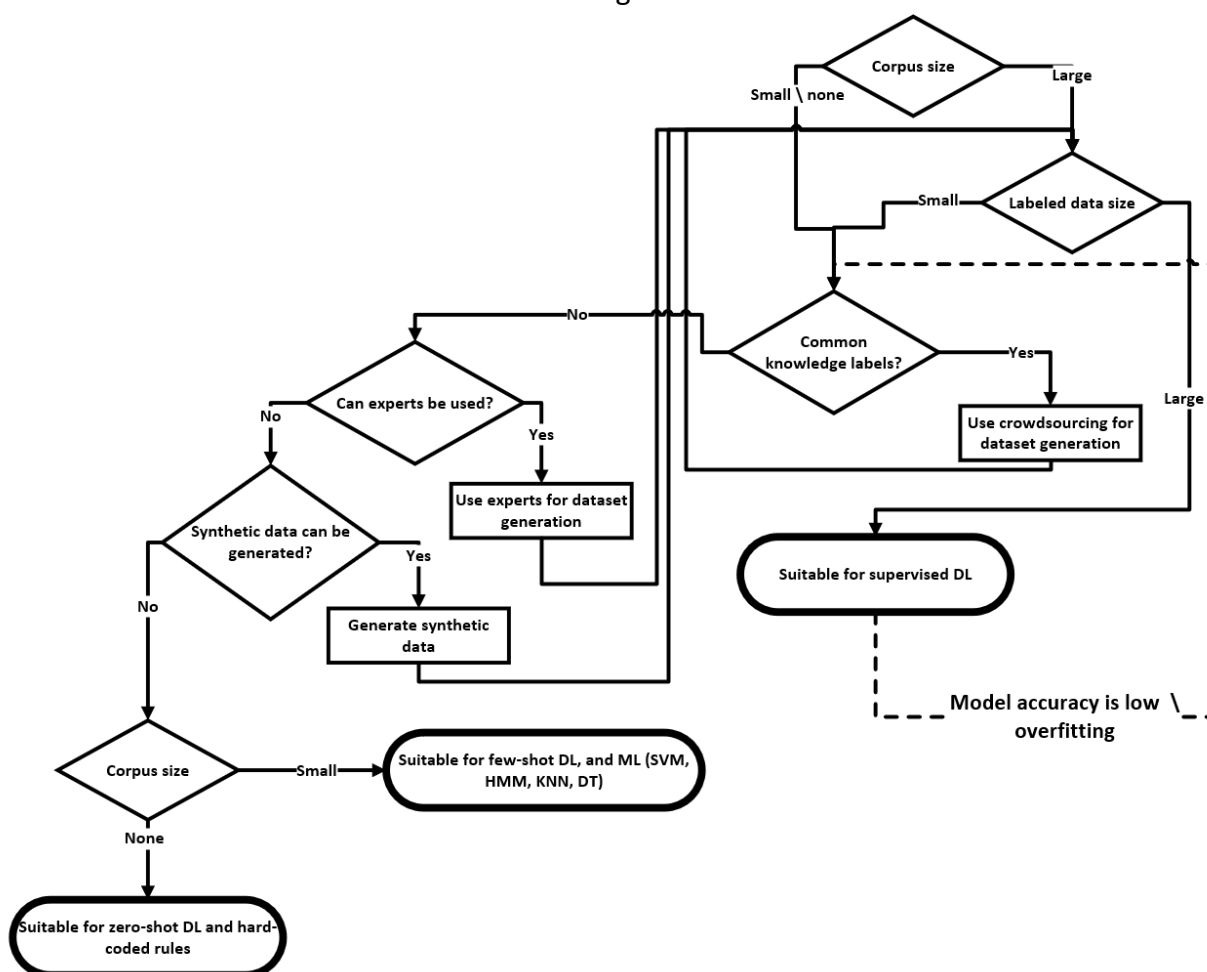 Corpus size
Small \ none
Large
Labeled data size
Small
Large
Common
knowledge labels?
No
Yes
Use crowdsourcing for
dataset generation
Can experts be used?
No
Yes
Use experts for dataset
generation
Synthetic data can be
generated?
Yes
No
Generate synthetic
data
Suitable for supervised DL
Model accuracy is low \
overfitting
Corpus size
Small
Suitable for few-shot DL, and ML (SVM,
HMM, KNN, DT)
None
Suitable for zero-shot DL and hard-
coded rules